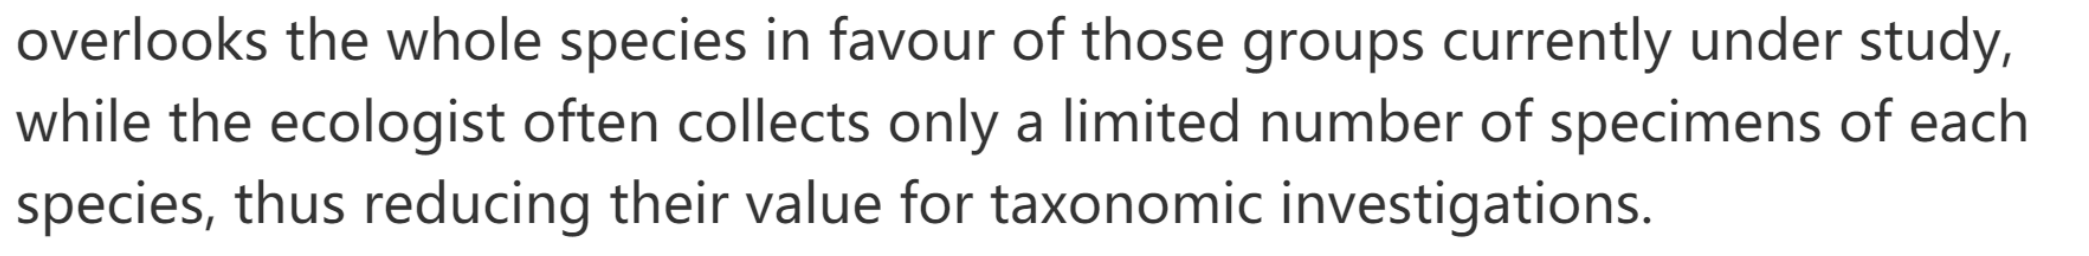 overlooks the whole species in favour of those groups currently under study,
while the ecologist often collects only a limited number of specimens of each
species, thus reducing their value for taxonomic investigations.